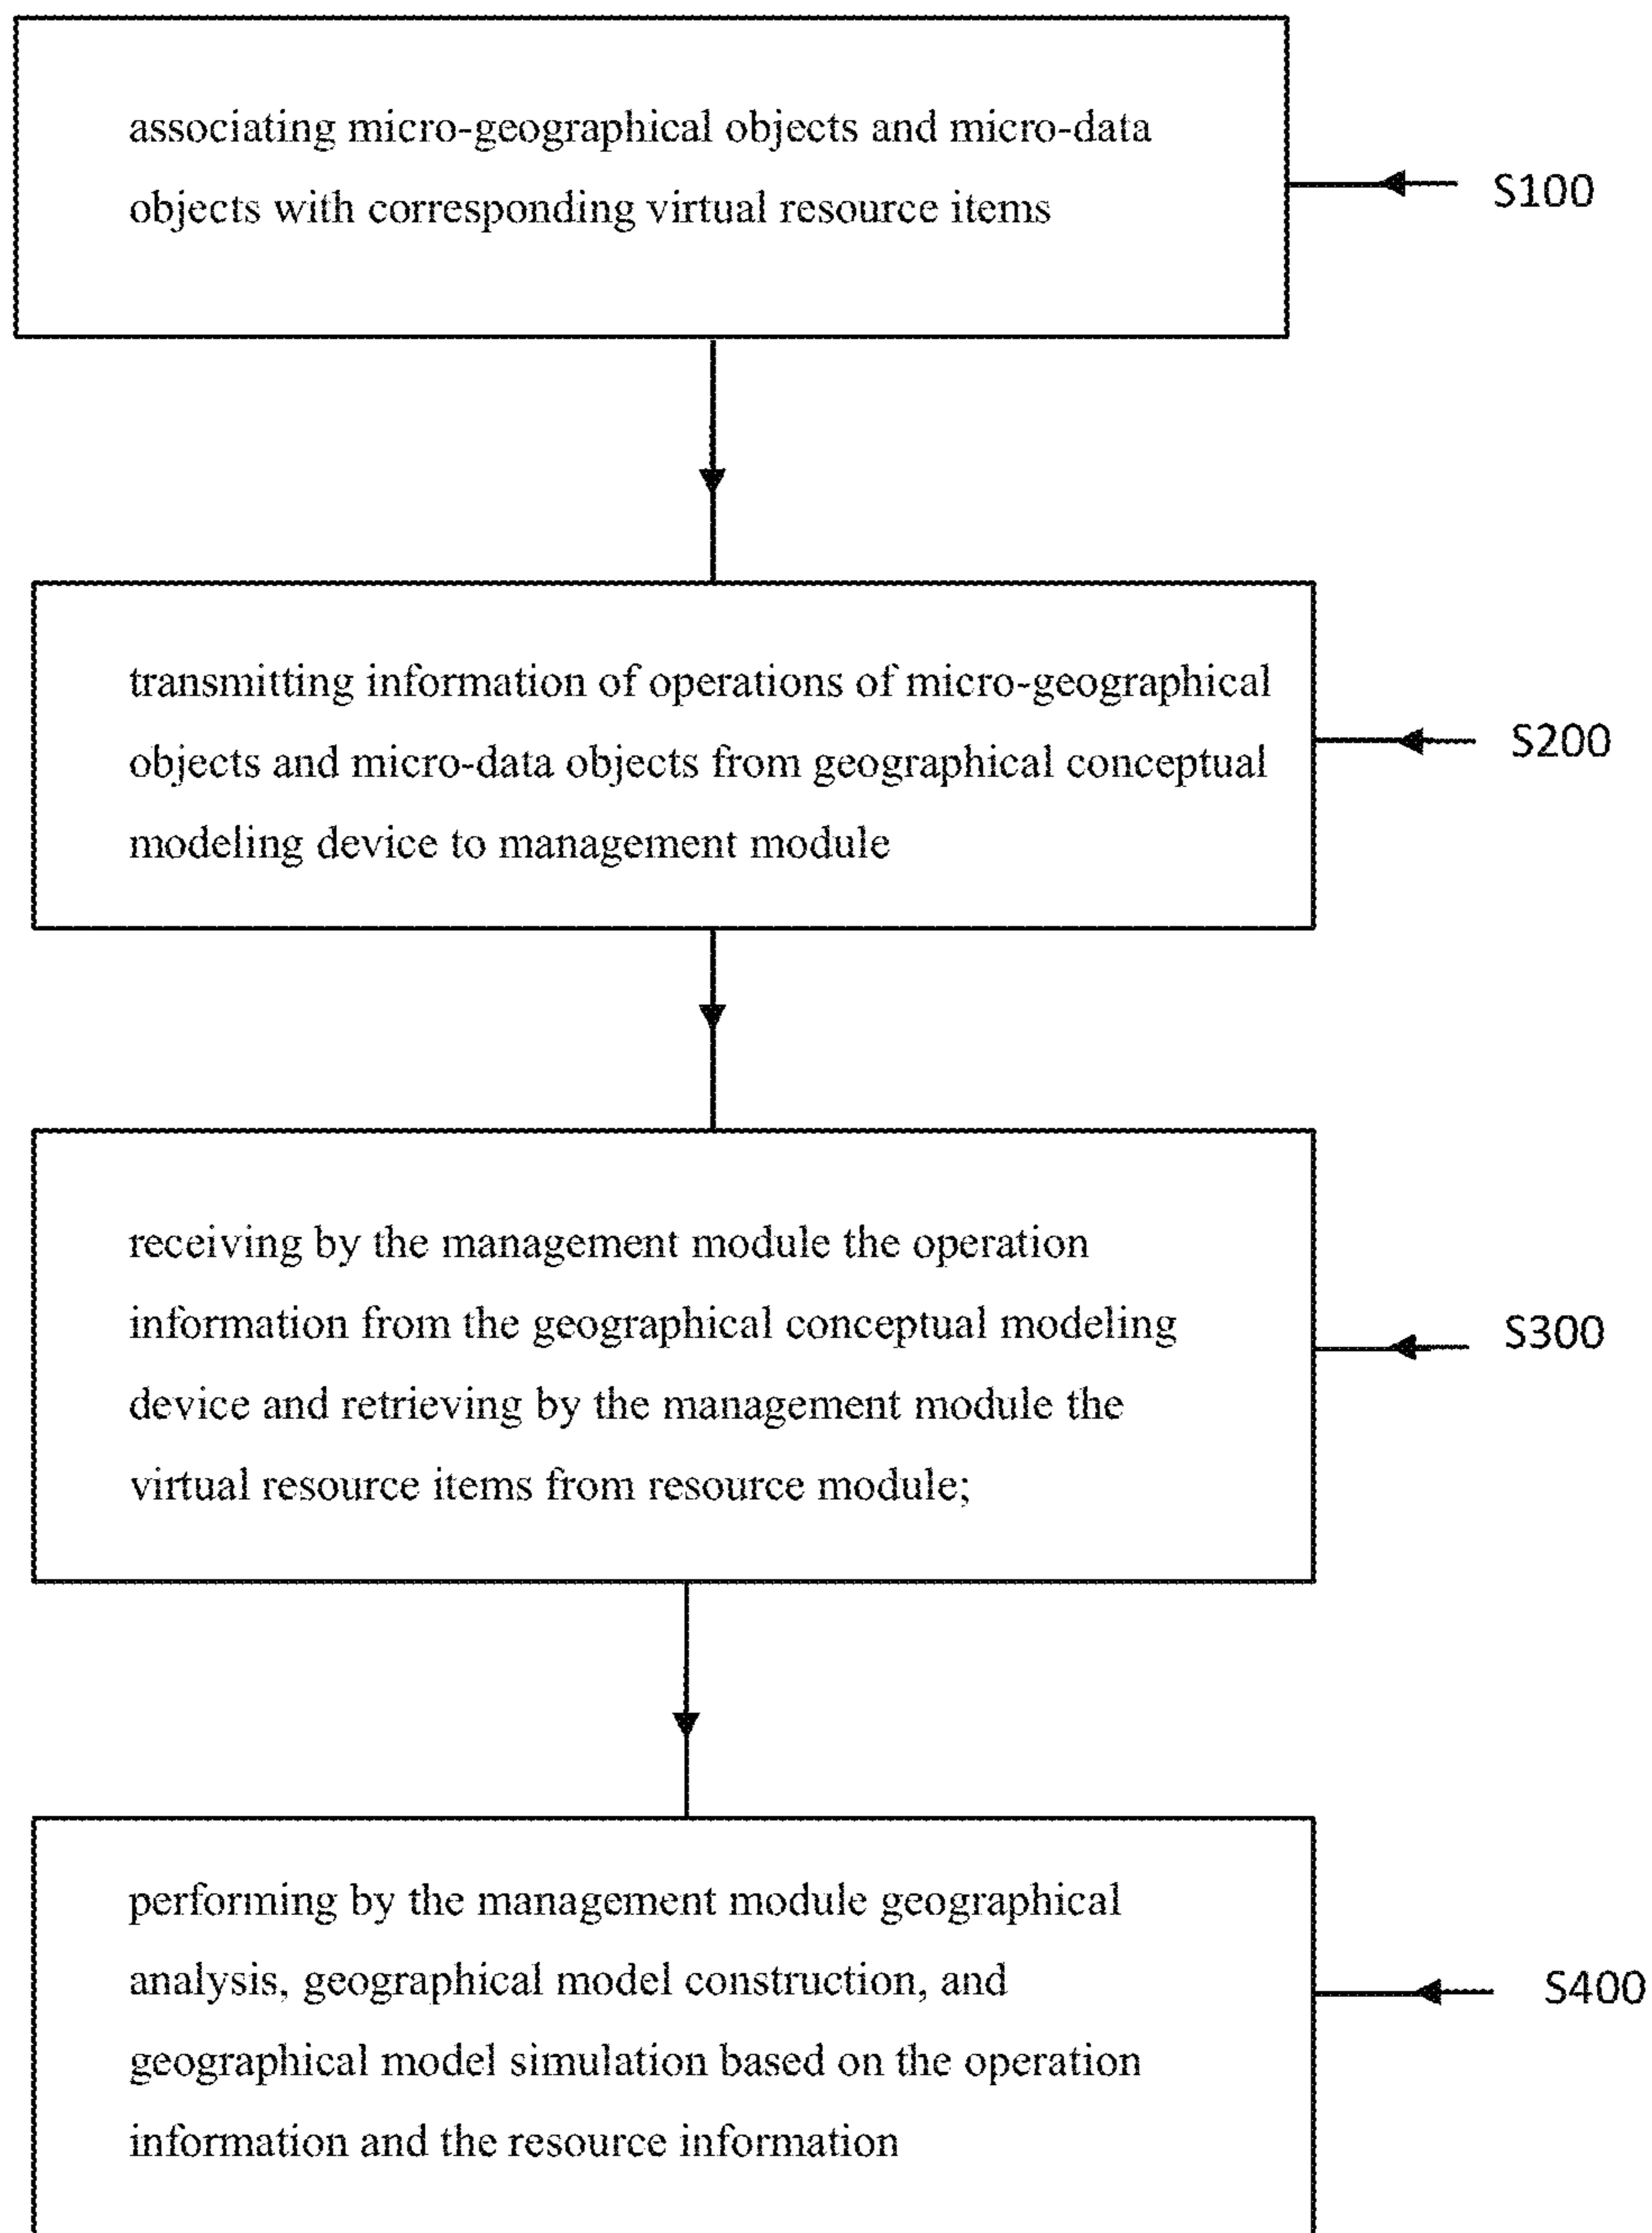 associating micro-geographical objects and micro-data
objects with corresponding virtual resource items
S100
transmitting information of operations of micro-geographical
objects and micro-data objects from geographical conceptual
modeling device to management module
S200
receiving by the management module the operation
information from the geographical conceptual modeling
device and retrieving by the management module the
virtual resource items from resource module;
S300
performing by the management module geographical
analysis, geographical model construction, and
geographical model simulation based on the operation
information and the resource information
S400